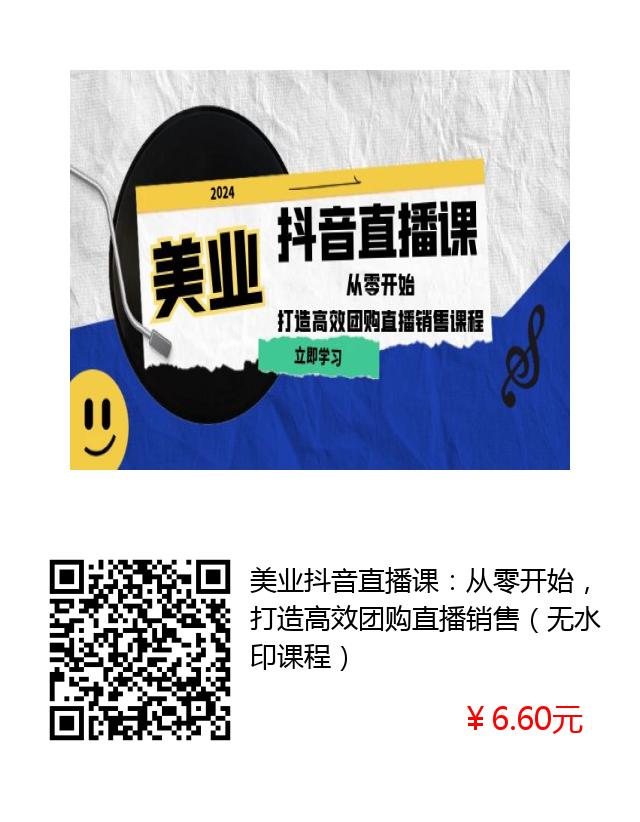 2024
美业
抖音直播课
从零开始
打造高效团购直播销售课程
立即学习
美业抖音直播课：从零开始，
打造高效团购直播销售（无水
印课程）
￥6.60元